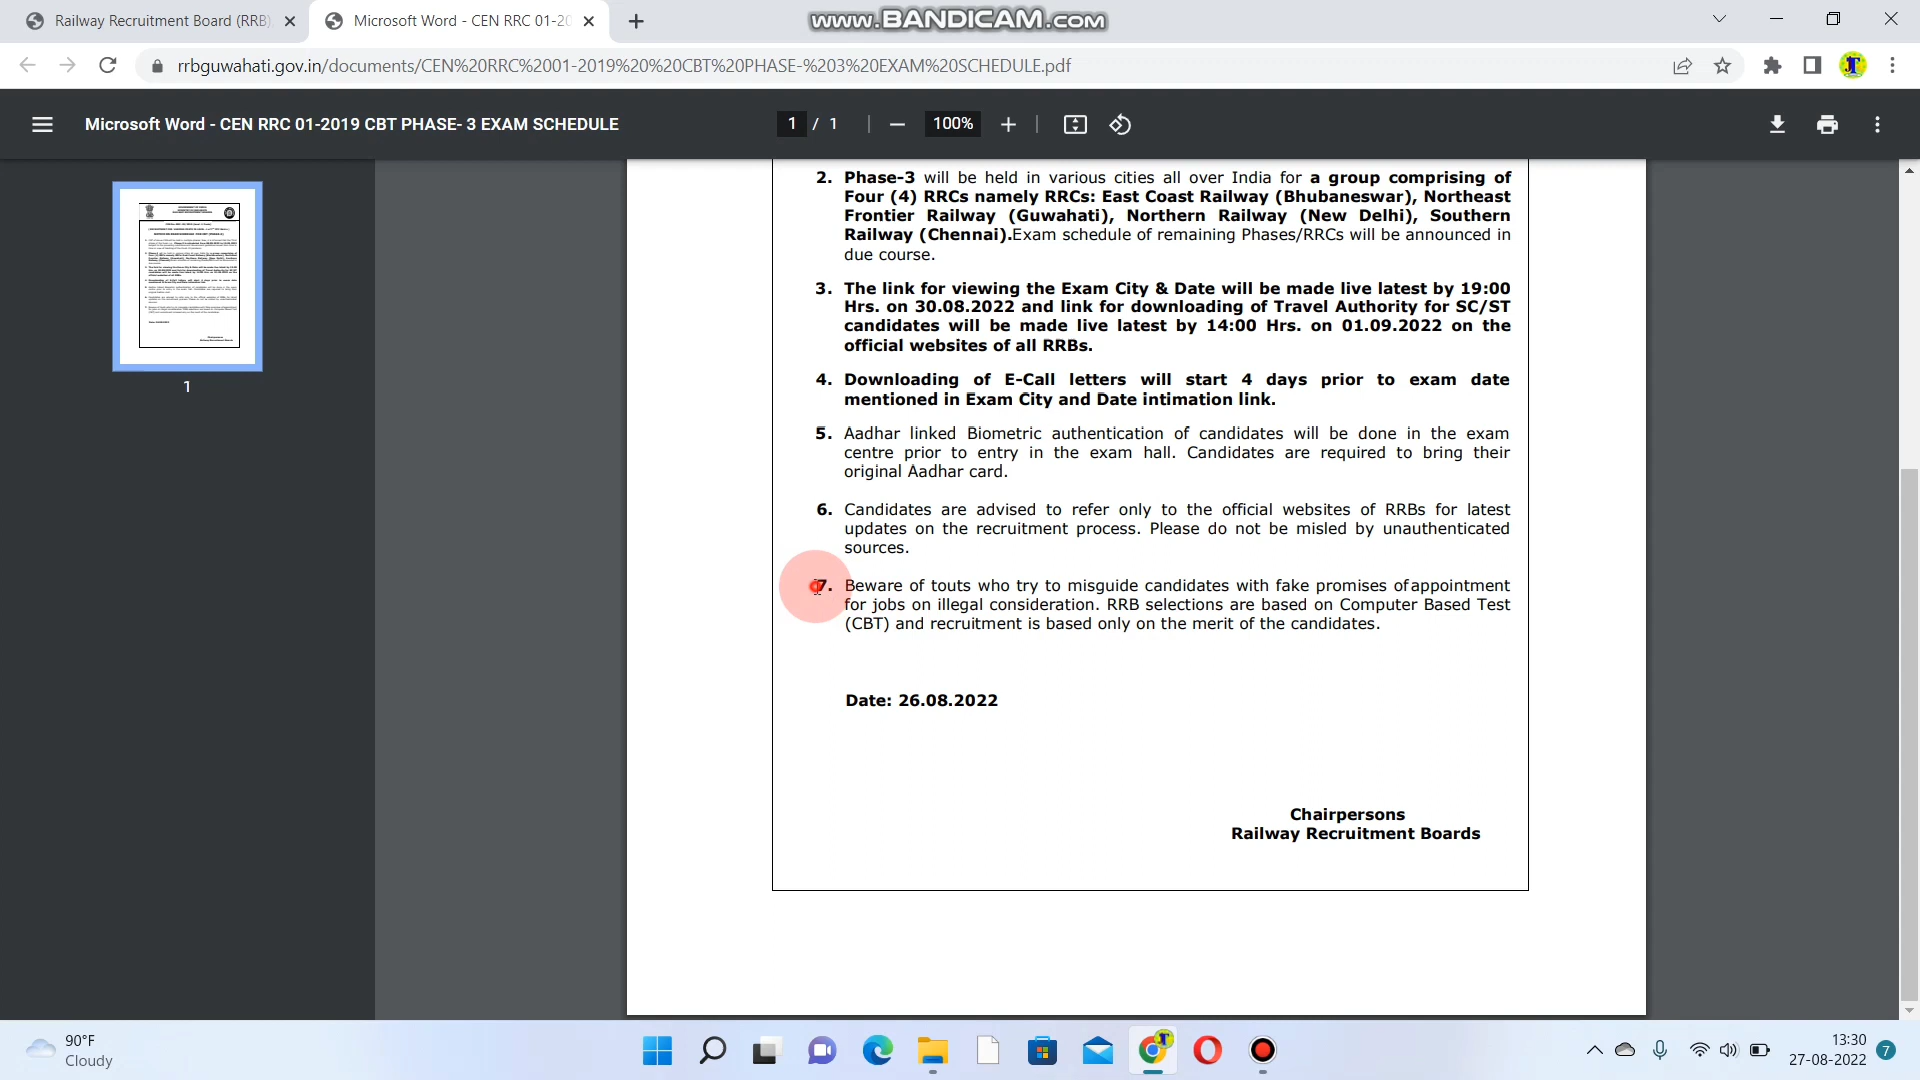 Railway Recruitment Board (RRB)
Microsoft Word - CEN RRC 01-20
www.BANDICAM.com
rrbguwahati.gov.in/documents/CEN%20RRC%2001-2019%20%20CBT%20PHASE-%203%20EXAM%20SCHEDULE.pdf
Microsoft Word - CEN RRC 01-2019 CBT PHASE- 3 EXAM SCHEDULE
1 / 1
100%
2. Phase-3 will be held in various cities all over India for a group comprising of
Four (4) RRCs namely RRCs: East Coast Railway (Bhubaneswar), Northeast
Frontier Railway (Guwahati), Northern Railway (New Delhi), Southern
Railway (Chennai).Exam schedule of remaining Phases/RRCs will be announced in
due course.
3. The link for viewing the Exam City & Date will be made live latest by 19:00
Hrs. on 30.08.2022 and link for downloading of Travel Authority for SC/ST
candidates will be made live latest by 14:00 Hrs. on 01.09.2022 on the
official websites of all RRBs.
4. Downloading of E-Call letters will start 4 days prior to exam date
mentioned in Exam City and Date intimation link.
5. Aadhar linked Biometric authentication of candidates will be done in the exam
centre prior to entry in the exam hall. Candidates are required to bring their
original Aadhar card.
6. Candidates are advised to refer only to the official websites of RRBs for latest
updates on the recruitment process. Please do not be misled by unauthenticated
sources.
7. Beware of touts who try to misguide candidates with fake promises ofappointment
for jobs on illegal consideration. RRB selections are based on Computer Based Test
(CBT) and recruitment is based only on the merit of the candidates.
Date: 26.08.2022
Chairpersons
Railway Recruitment Boards
1
90°F
Cloudy
13:30
27-08-2022
7